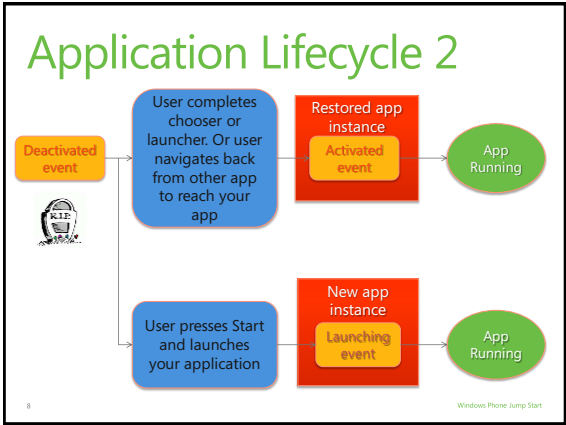 Application Lifecycle 2
Deactivated
event
R.I.P.
User completes
chooser or
launcher. Or user
navigates back
from other app
to reach your
app
Restored app
instance
Activated
event
App
Running
User presses Start
and launches
your application
New app
instance
Launching
event
App
Running
8
Windows Phone Jump Start